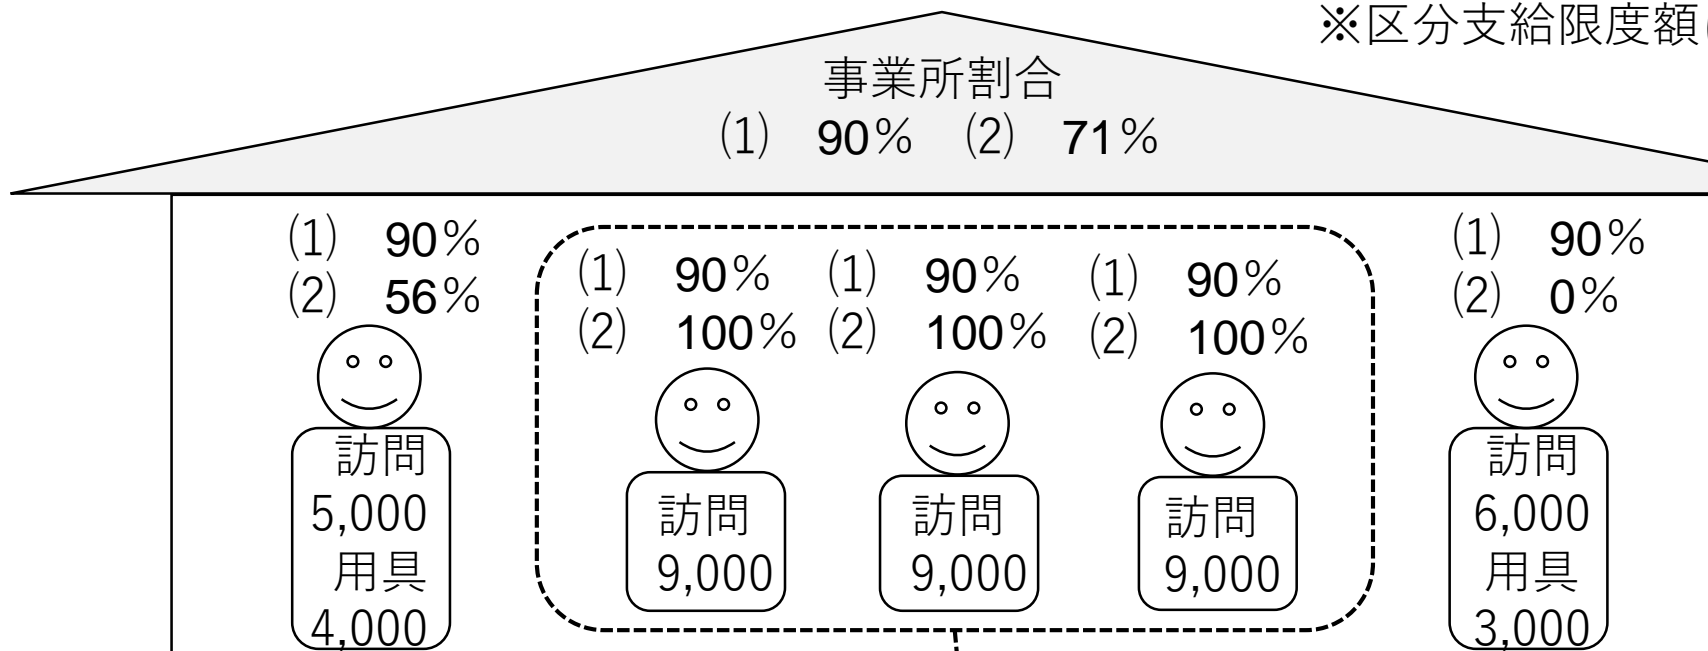 ※区分支給限度額
事業所割合
(1) 90% (2) 71%
(1) 90%
(2) 56%
訪問
5,000
用具
4,000
(1) 90%
(2) 100%
訪問
9,000
(1) 90%
(2) 100%
訪問
9,000
(1) 90%
(2) 100%
訪問
9,000
(1) 90%
(2) 0%
訪問
6,000
用具
3,000